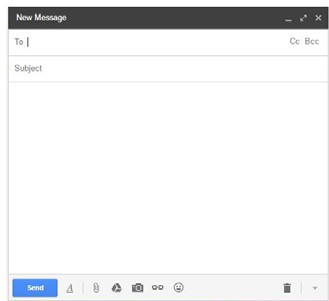 New Message
To Cc Bcc
Subject
Send A